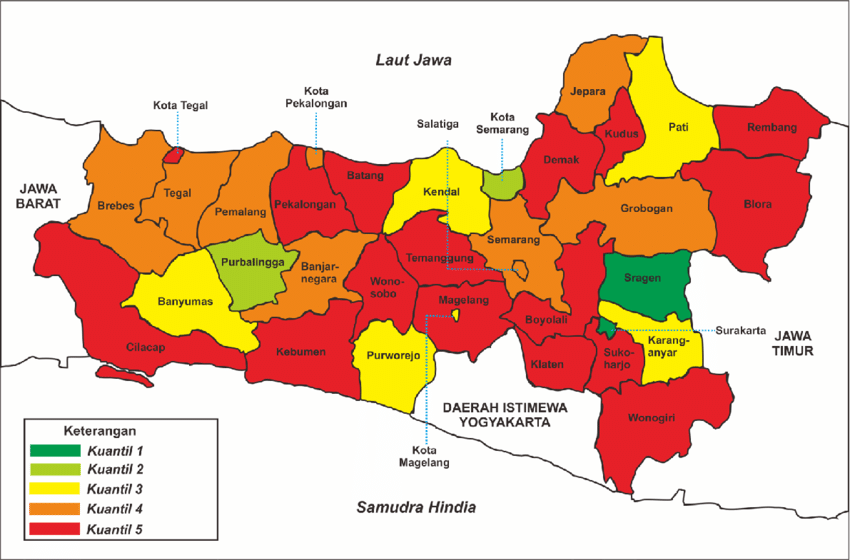 Laut Jawa
Kota Tegal
Kota
Pekalongan
Salatiga
Kota
Semarang
Jepara
Pati
Kudus
Rembang
Demak
Blora
JAWA
BARAT
Brebes
Tegal
Pemalang
Pekalongan
Batang
Kendal
Semarang
Grobogan
Purbalingga
Banjar-
negara
Wono-
sobo
Temanggung
Sragen
Banyumas
Magelang
Boyolali
Surakarta
JAWA
TIMUR
Cilacap
Kebumen
Purworejo
Klaten
Suko-
harjo
Karang-
anyar
Wonogiri
DAERAH ISTIMEWA
YOGYAKARTA
Kota
Magelang
Samudra Hindia
Keterangan
Kuantil 1
Kuantil 2
Kuantil 3
Kuantil 4
Kuantil 5